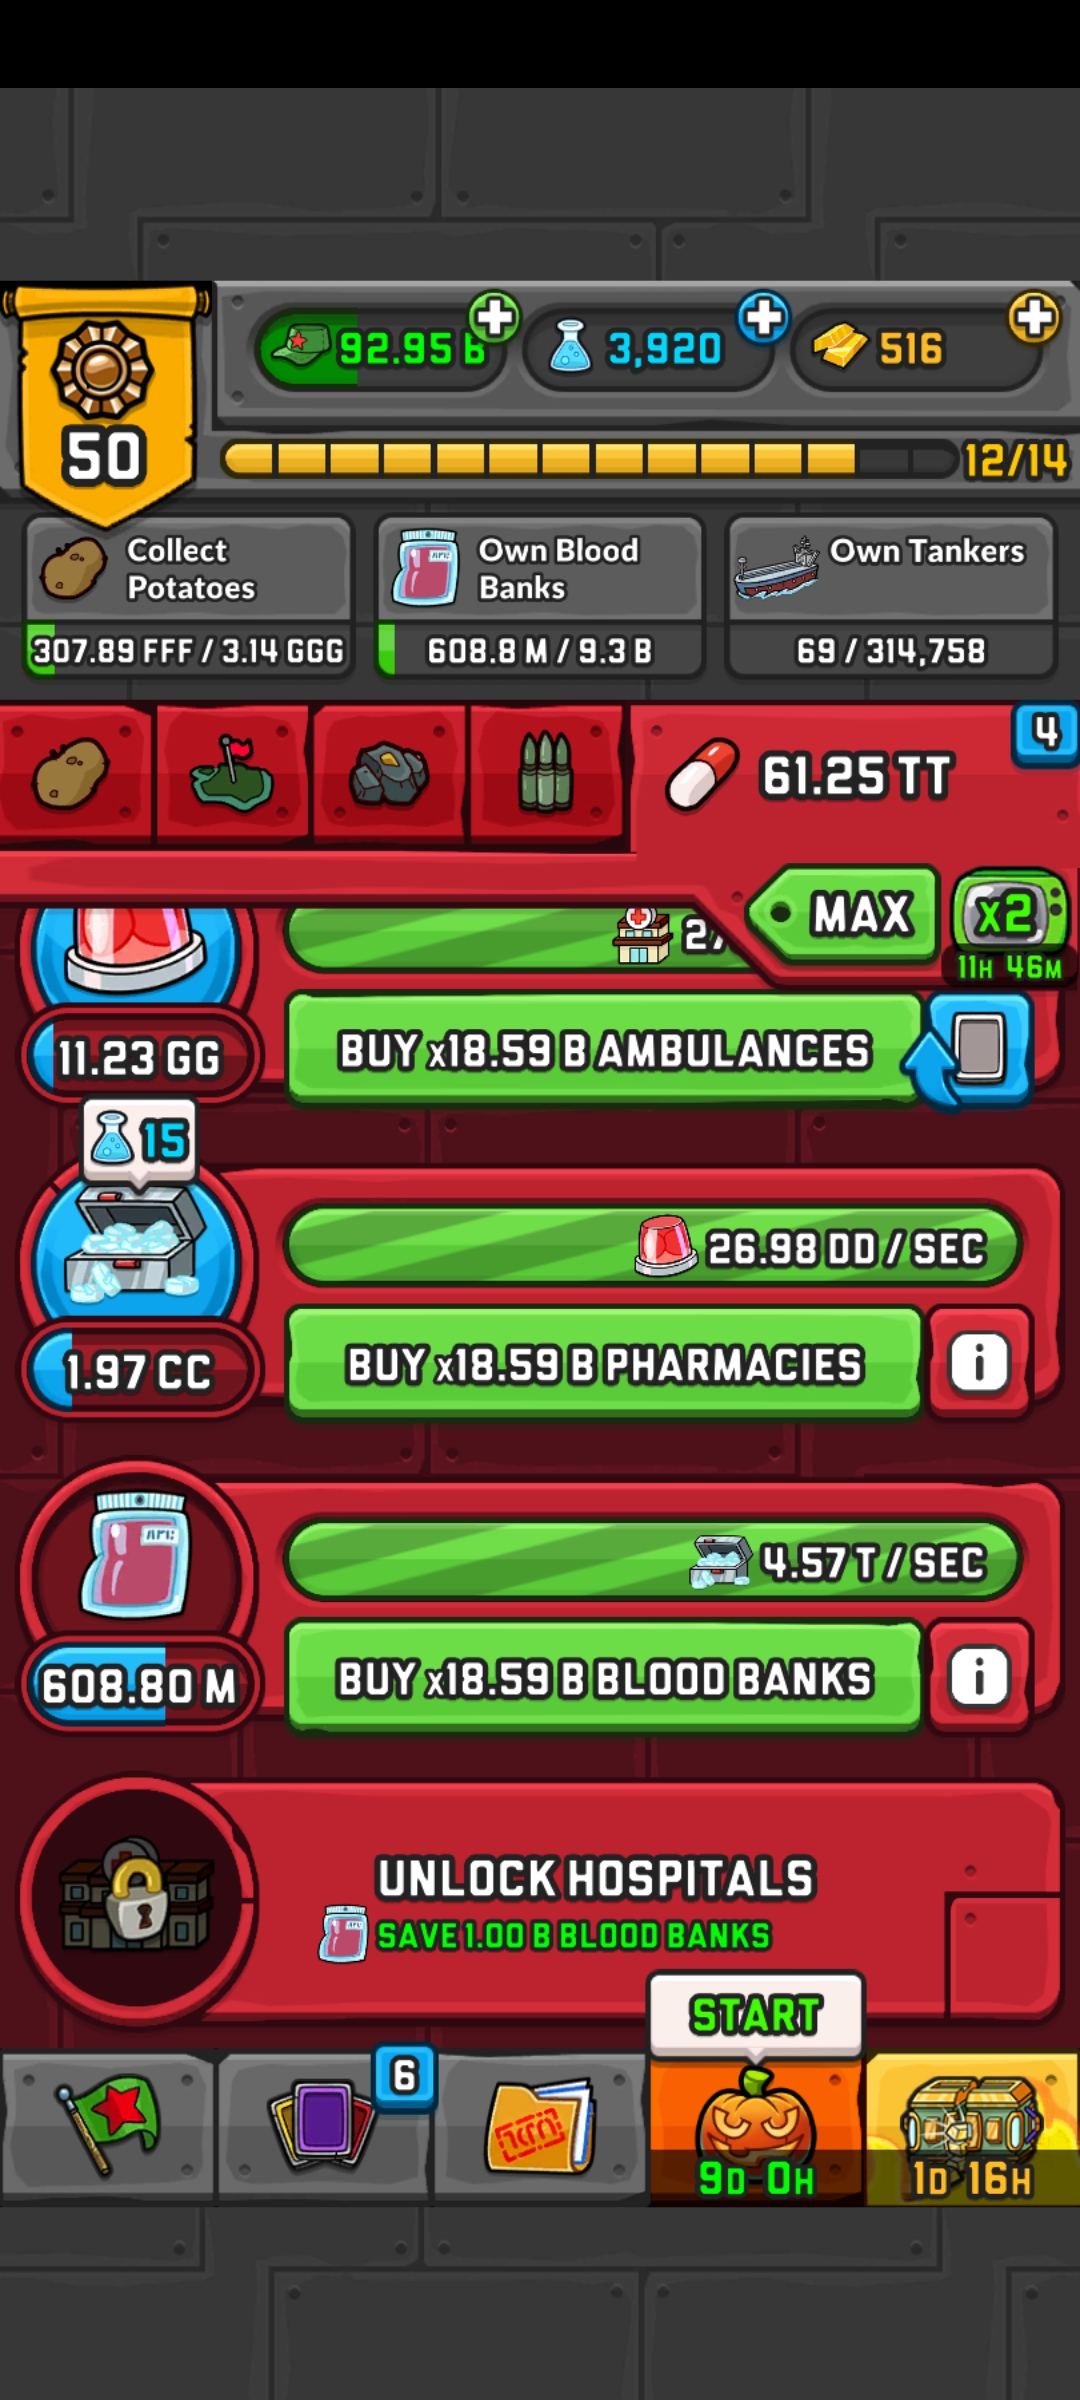 92.95 B
3,920
516
50
12/14
Collect
Potatoes
Own Blood
Banks
Own Tankers
307.89 FFF / 3.14 GGG
608.8 M / 9.3 B
69 / 314,758
4
61.25 TT
MAX
x2
11H 46M
11.23 GG
BUY x18.59 B AMBULANCES
15
26.98 DD / SEC
1.97 CC
BUY x18.59 B PHARMACIES
i
4.57 T / SEC
608.80 M
BUY x18.59 B BLOOD BANKS
i
UNLOCK HOSPITALS
SAVE 1.00 B BLOOD BANKS
START
6
9D 0H
1D 16H